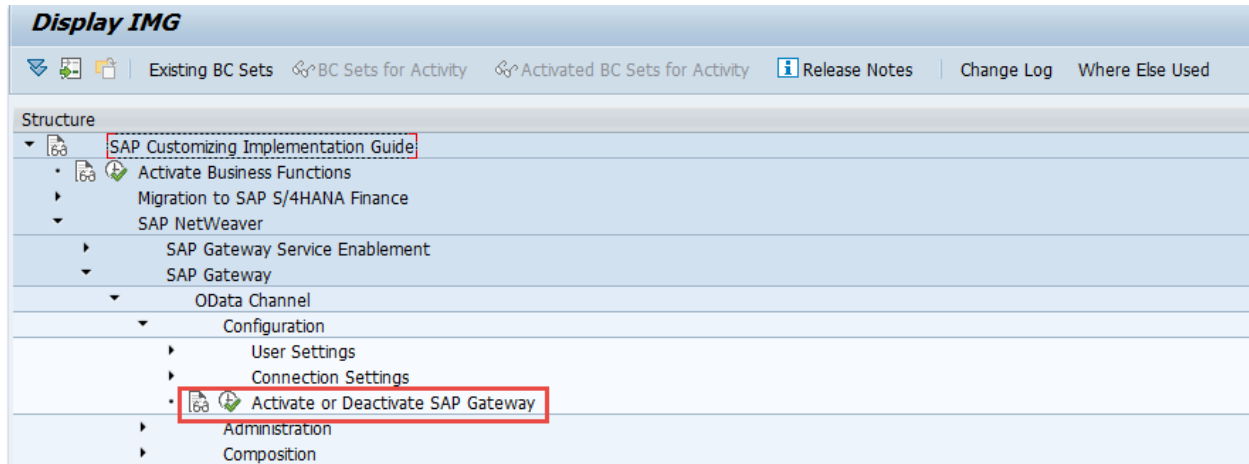 Display IMG
Existing BC Sets BC Sets for Activity Activated BC Sets for Activity Release Notes Change Log Where Else Used
Structure
SAP Customizing Implementation Guide
Activate Business Functions
Migration to SAP S/4HANA Finance
SAP NetWeaver
SAP Gateway Service Enablement
SAP Gateway
OData Channel
Configuration
User Settings
Connection Settings
Activate or Deactivate SAP Gateway
Administration
Composition